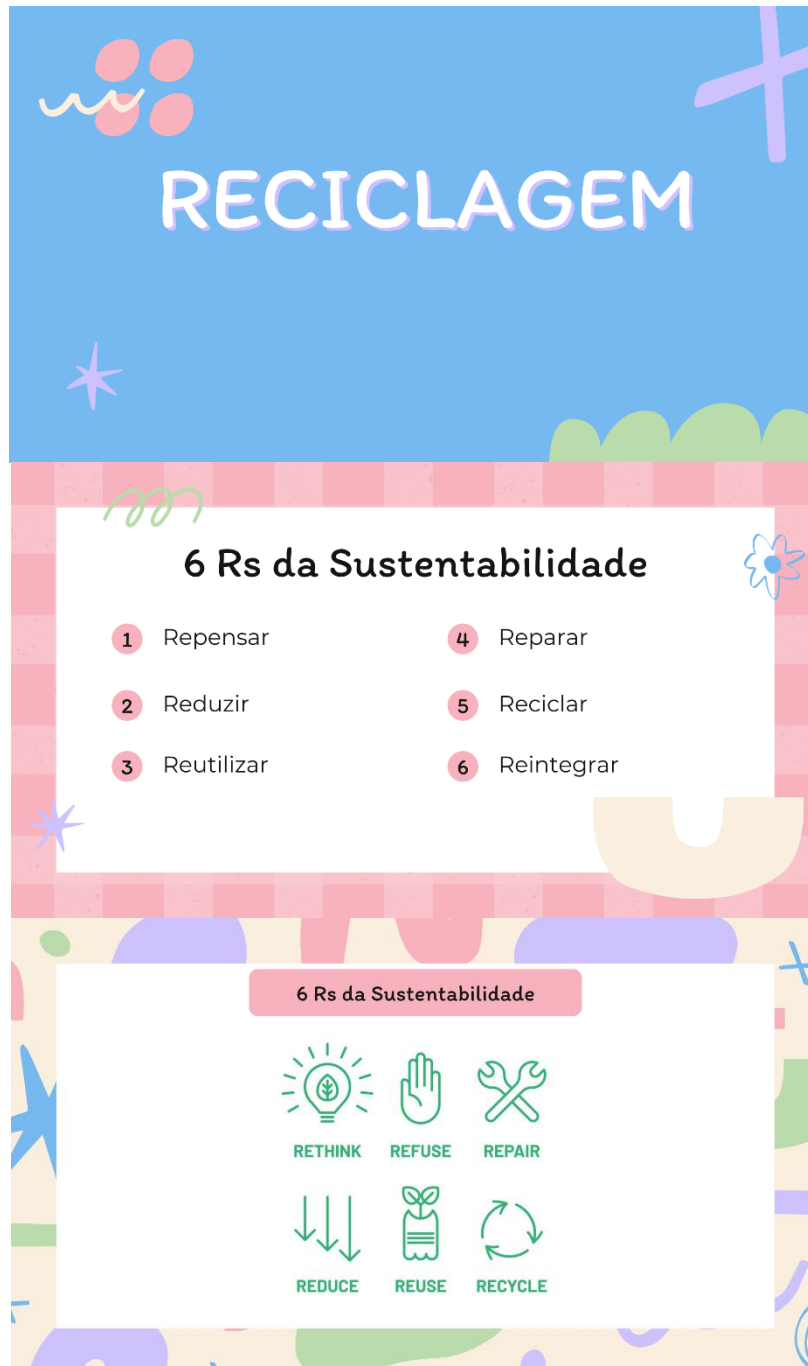 RECICLAGEM
6 Rs da Sustentabilidade
1 Repensar
2 Reduzir
3 Reutilizar
4 Reparar
5 Reciclar
6 Reintegrar
6 Rs da Sustentabilidade
RETHINK REFUSE REPAIR
REDUCE REUSE RECYCLE